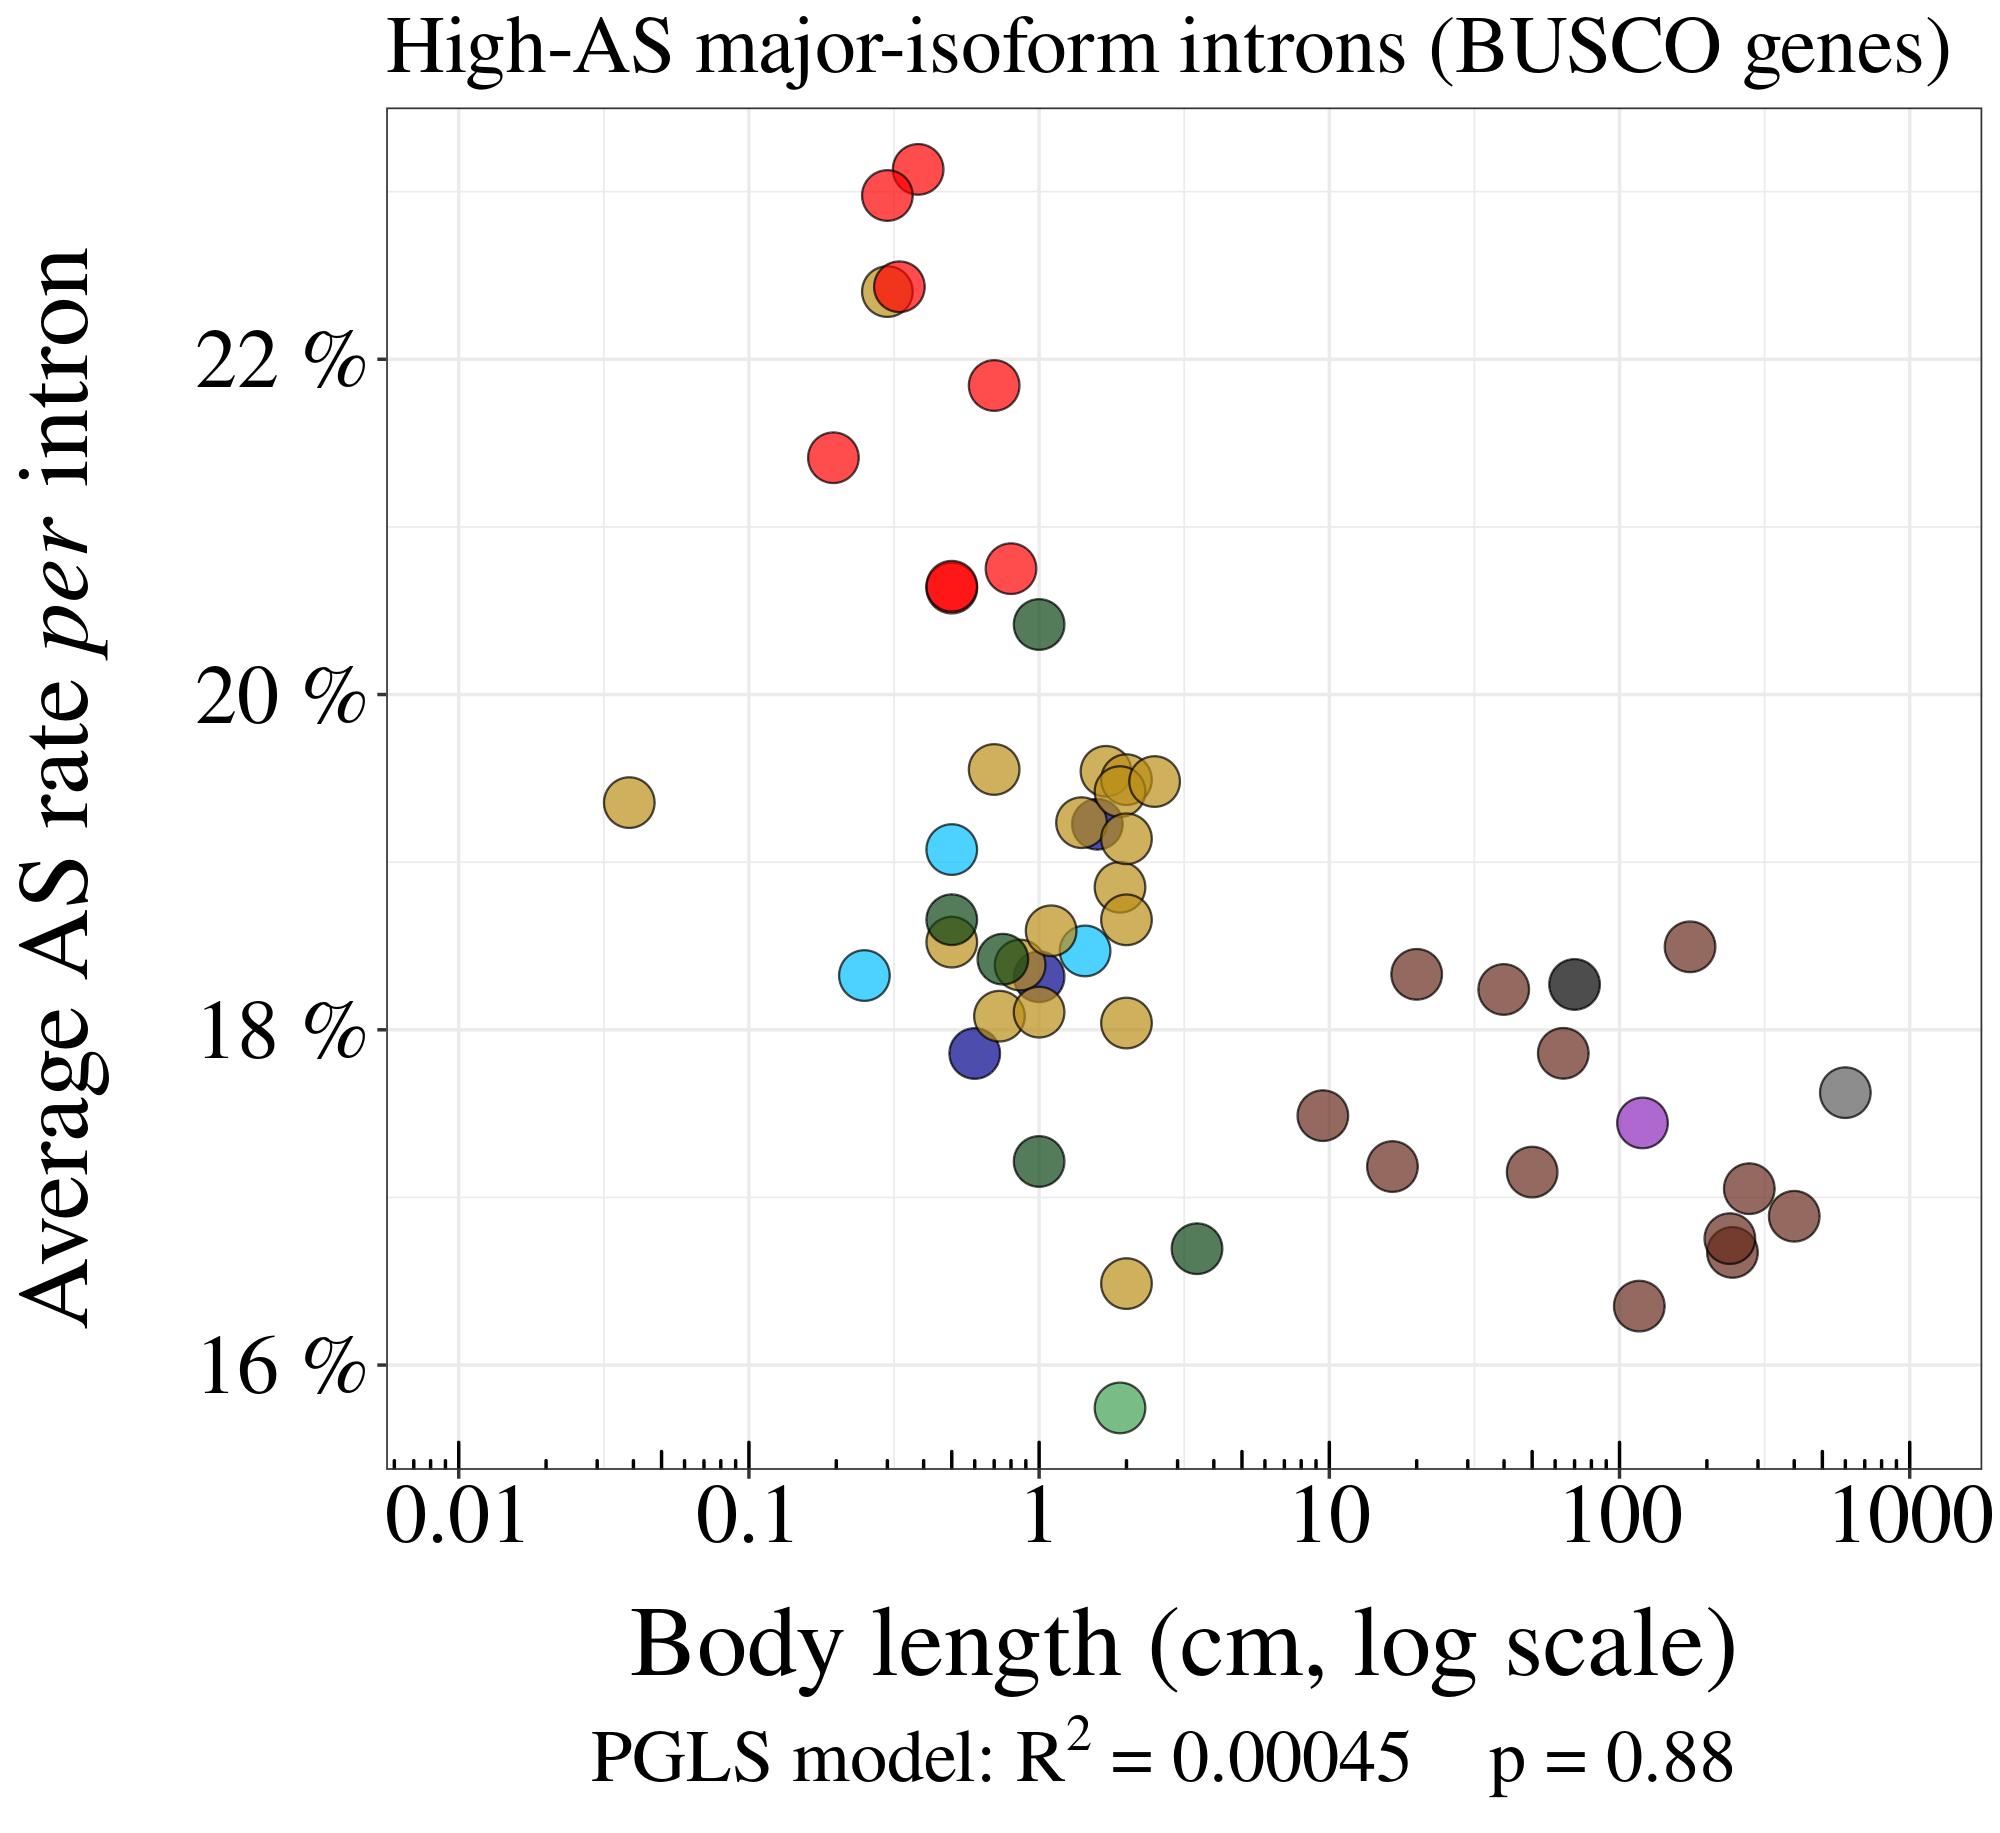 High-AS major-isoform introns (BUSCO genes)
Average AS rate per intron
22 %
20 %
18 %
16 %
0.01 0.1 1 10 100 1000
Body length (cm, log scale)
PGLS model: R² = 0.00045 p = 0.88